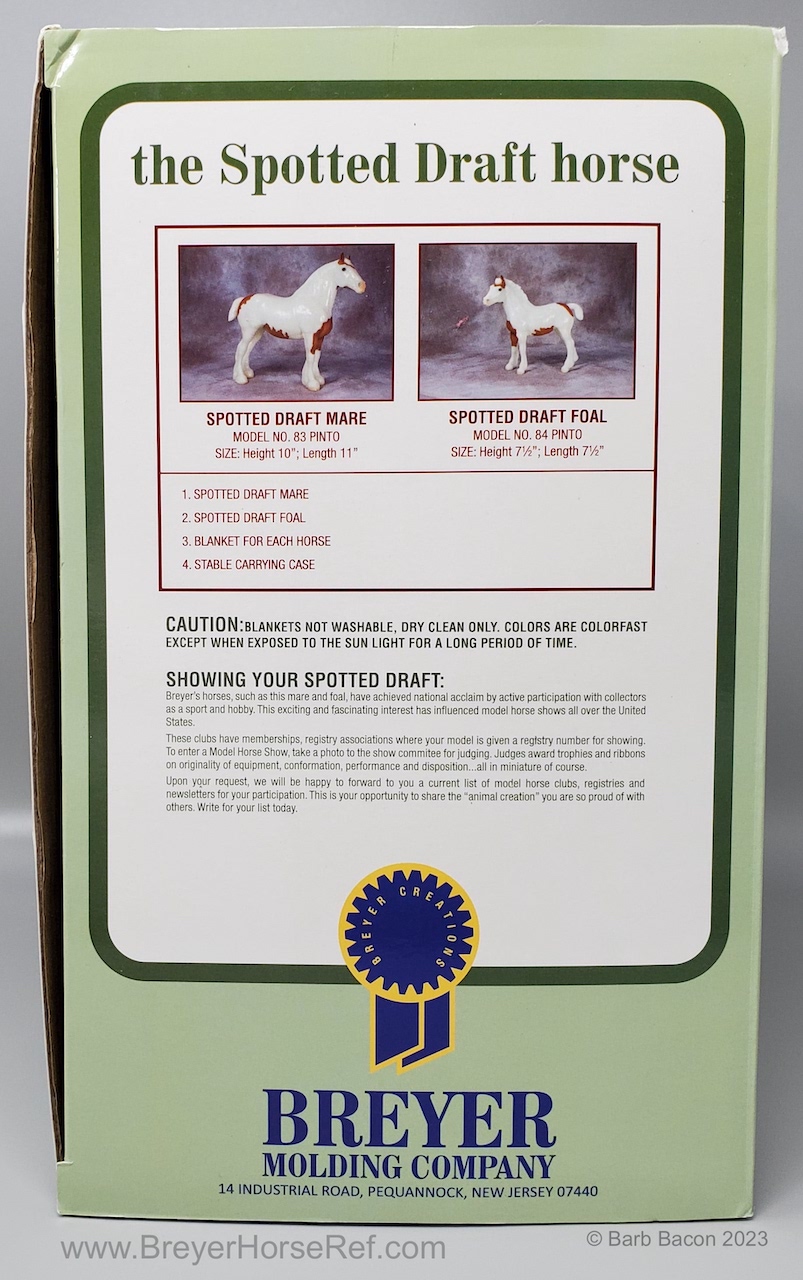 the Spotted Draft horse
SPOTTED DRAFT MARE
MODEL NO. 83 PINTO
SIZE: Height 10"; Length 11"
SPOTTED DRAFT FOAL
MODEL NO. 84 PINTO
SIZE: Height 7½"; Length 7½"
1. SPOTTED DRAFT MARE
2. SPOTTED DRAFT FOAL
3. BLANKET FOR EACH HORSE
4. STABLE CARRYING CASE
CAUTION: BLANKETS NOT WASHABLE, DRY CLEAN ONLY. COLORS ARE COLORFAST
EXCEPT WHEN EXPOSED TO THE SUN LIGHT FOR A LONG PERIOD OF TIME.
SHOWING YOUR SPOTTED DRAFT:
Breyer's horses, such as this mare and foal, have achieved national acclaim by active participation with collectors
as a sport and hobby. This exciting and fascinating interest has influenced model horse shows all over the United
States.
These clubs have memberships, registry associations where your model is given a regtstry number for showing.
To enter a Model Horse Show, take a photo to the show commitee for judging. Judges award trophies and ribbons
on originality of equipment, conformation, performance and disposition...all in miniature of course.
Upon your request, we will be happy to forward to you a current list of model horse clubs, registries and
newsletters for your participation. This is your opportunity to share the "animal creation" you are so proud of with
others. Write for your list today.
BREYER CREATIONS
BREYER
MOLDING COMPANY
14 INDUSTRIAL ROAD, PEQUANNOCK, NEW JERSEY 07440
www.BreyerHorseRef.com
© Barb Bacon 2023